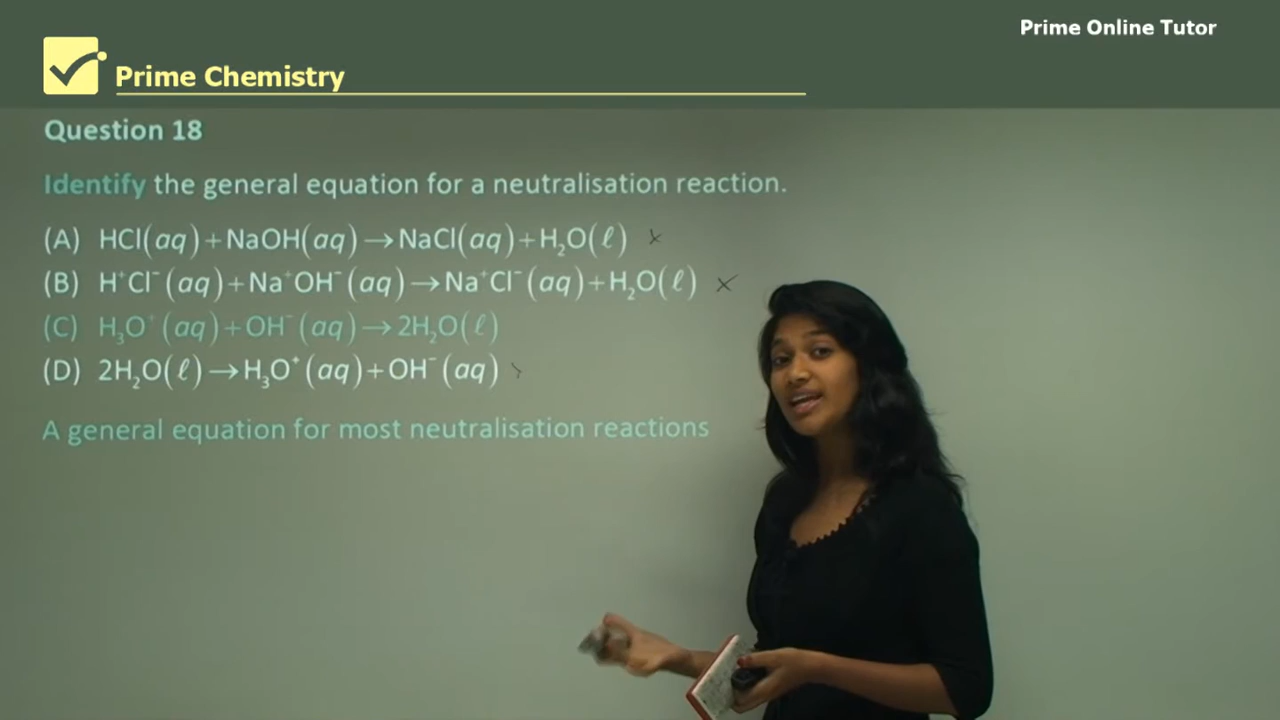 Prime Online Tutor
Prime Chemistry
Question 18
Identify the general equation for a neutralisation reaction.
(A) HCl(aq)+NaOH(aq)→NaCl(aq)+H₂O(ℓ) ×
(B) H⁺Cl⁻(aq)+Na⁺OH⁻(aq)→Na⁺Cl⁻(aq)+H₂O(ℓ) ×
(C) H₃O⁺(aq)+OH⁻(aq)→2H₂O(ℓ)
(D) 2H₂O(ℓ)→H₃O⁺(aq)+OH⁻(aq)
A general equation for most neutralisation reactions